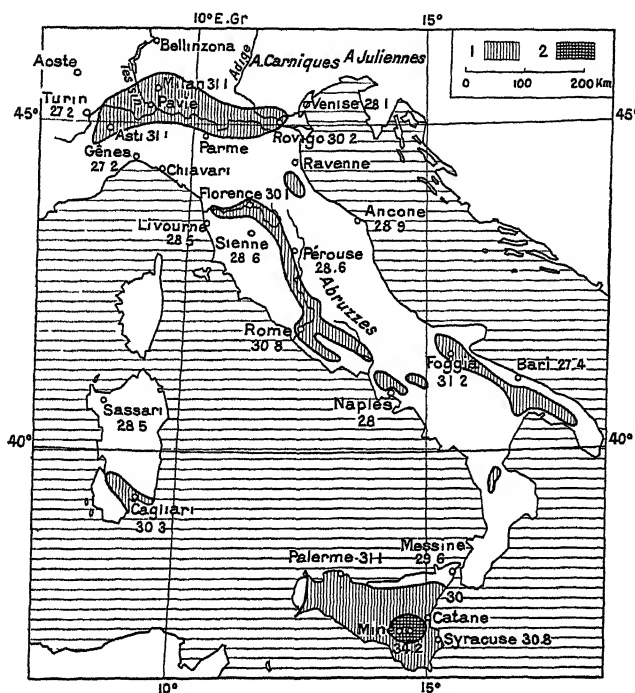 10° E.Gr
15°
Bellinzona
Aoste
Adige
A.Carniques
A Juliennes
1
2
0
100
200 Km
Milan 31 1
Venise 28 1
Turin
27 2
45°
45°
Pavie
Asti 31 1
Parme
Rovigo 30 2
Gênes
27 2
Chiavari
Ravenne
Florence 30 1
Livourne
28 5
Ancone
28 9
Sienne
28 6
Pérouse
28.6
Abruzzes
Rome
30 8
Foggia
31 2
Bari 27.4
Naples
28
Sassari
28 5
40°
40°
Cagliari
30 3
Palerme 31 1
Messine
29 6
30
Catane
Syracuse 30.8
34 2
10°
15°